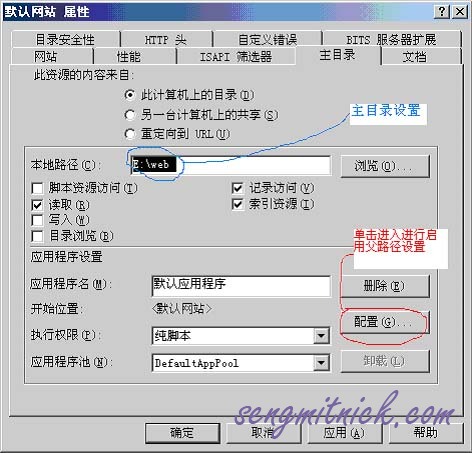 默认网站 属性
目录安全性 HTTP 头 自定义错误 BITS 服务器扩展
网站 性能 ISAPI 筛选器 主目录 文档
此资源的内容来自:
此计算机上的目录(D)
另一台计算机上的共享(S)
重定向到 URL(U)
主目录设置
本地路径(C): E:\web 浏览(O)...
脚本资源访问(T) 记录访问(V)
读取(R) 索引资源(I)
写入(W)
目录浏览(B)
单击进入进行启
用父路径设置
应用程序设置
应用程序名(M): 默认应用程序 删除(E)
开始位置: <默认网站>
配置(G)...
执行权限(P): 纯脚本
应用程序池(N): DefaultAppPool 卸载(L)
sengmitnick.com
确定 取消 应用(A) 帮助